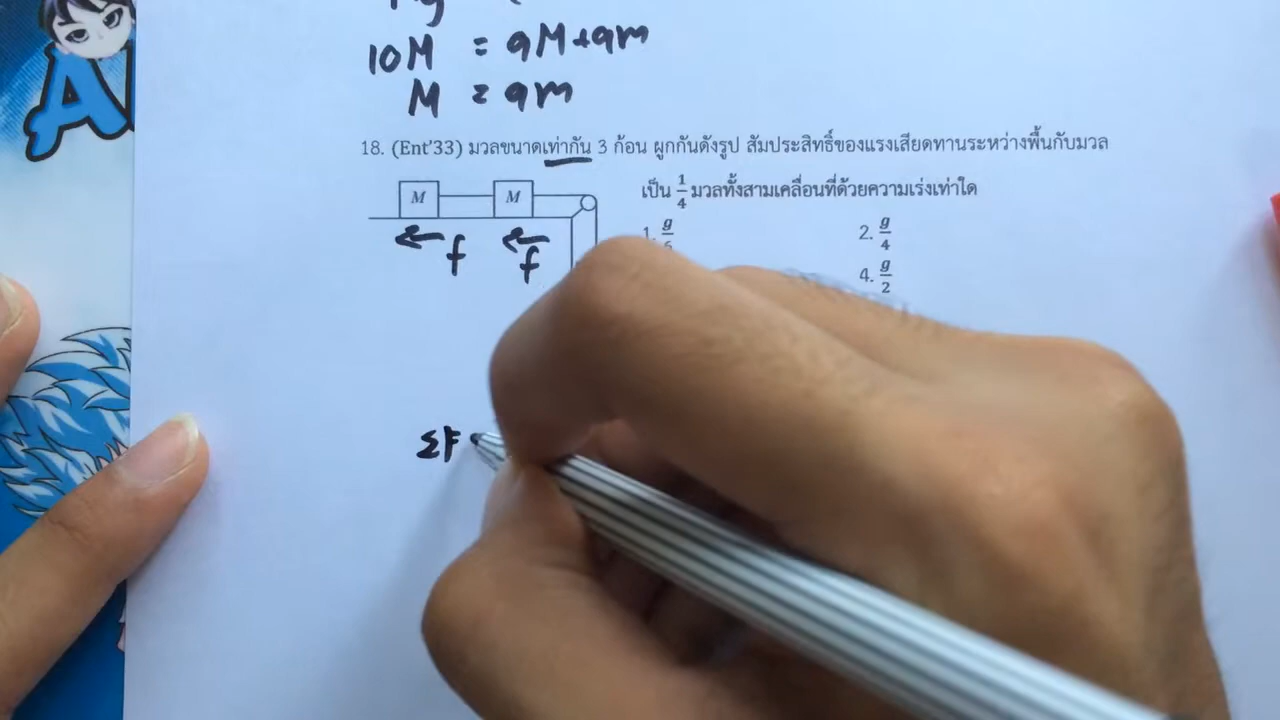 10M = 9M+9m
M = 9m
18. (Ent'33) มวลขนาดเท่ากัน 3 ก้อน ผูกกันดังรูป สัมประสิทธิ์ของแรงเสียดทานระหว่างพื้นกับมวล
เป็น 1/4 มวลทั้งสามเคลื่อนที่ด้วยความเร่งเท่าใด
M M
f f
2. g/4
4. g/2
ΣF